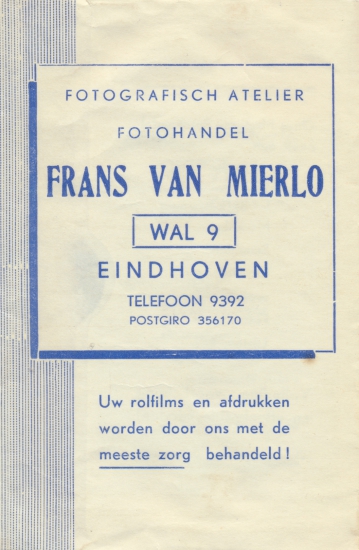 FOTOGRAFISCH ATELIER
FOTOHANDEL
FRANS VAN MIERLO
WAL 9
EINDHOVEN
TELEFOON 9392
POSTGIRO 356170
Uw rolfilms en afdrukken
worden door ons met de
meeste zorg behandeld!